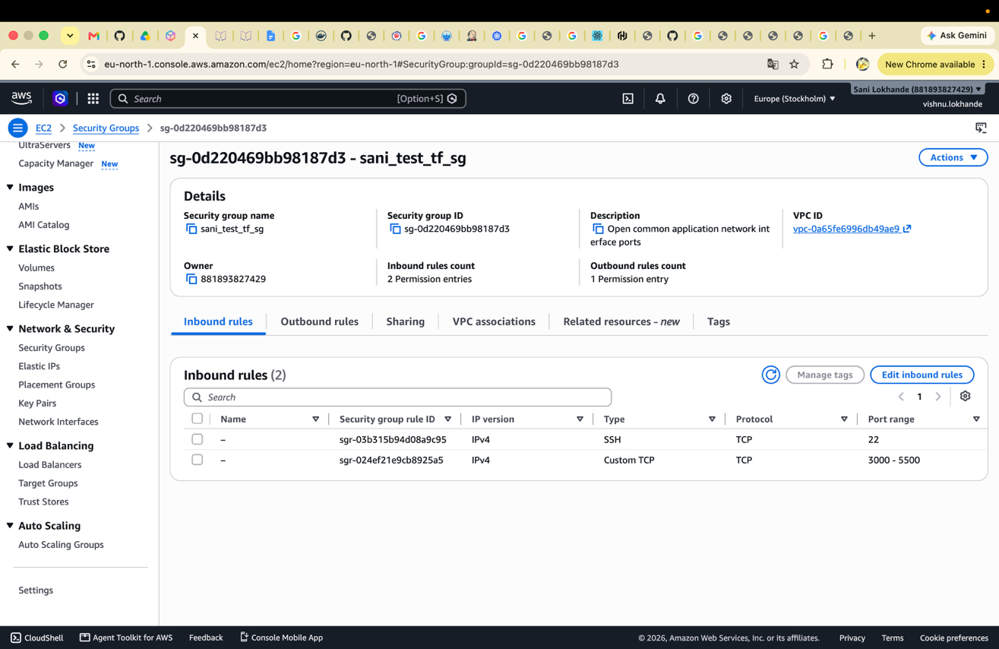 Ask Gemini
eu-north-1.console.aws.amazon.com/ec2/home?region=eu-north-1#SecurityGroup:groupId=sg-0d220469bb98187d3
New Chrome available
aws
Search
[Option+S]
Europe (Stockholm)
Sani Lokhande (881893827429)
vishnu.lokhande
EC2
Security Groups
sg-0d220469bb98187d3
UltraServers New
Capacity Manager New
Images
AMIs
AMI Catalog
Elastic Block Store
Volumes
Snapshots
Lifecycle Manager
Network & Security
Security Groups
Elastic IPs
Placement Groups
Key Pairs
Network Interfaces
Load Balancing
Load Balancers
Target Groups
Trust Stores
Auto Scaling
Auto Scaling Groups
Settings
sg-0d220469bb98187d3 - sani_test_tf_sg
Actions
Details
Security group name
sani_test_tf_sg
Security group ID
sg-0d220469bb98187d3
Description
Open common application network int
erface ports
VPC ID
vpc-0a65fe6996db49ae9
Owner
881893827429
Inbound rules count
2 Permission entries
Outbound rules count
1 Permission entry
Inbound rules
Outbound rules
Sharing
VPC associations
Related resources - new
Tags
Inbound rules (2)
Manage tags
Edit inbound rules
Search
1
Name Security group rule ID IP version Type Protocol Port range
– sgr-03b315b94d08a9c95 IPv4 SSH TCP 22
– sgr-024ef21e9cb8925a5 IPv4 Custom TCP TCP 3000 - 5500
CloudShell
Agent Toolkit for AWS
Feedback
Console Mobile App
© 2026, Amazon Web Services, Inc. or its affiliates.
Privacy
Terms
Cookie preferences